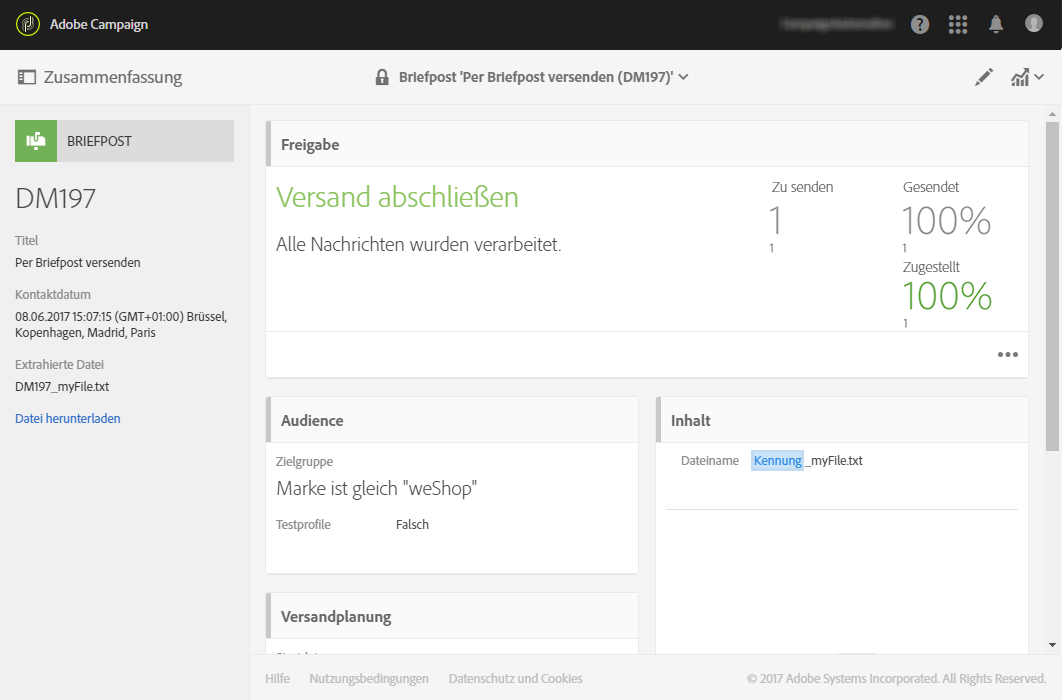 Adobe Campaign
Zusammenfassung
Briefpost 'Per Briefpost versenden (DM197)'
BRIEFPOST
DM197
Titel
Per Briefpost versenden
Kontaktdatum
08.06.2017 15:07:15 (GMT+01:00) Brüssel,
Kopenhagen, Madrid, Paris
Extrahierte Datei
DM197_myFile.txt
Datei herunterladen
Freigabe
Versand abschließen
Alle Nachrichten wurden verarbeitet.
Zu senden
1
1
Gesendet
100%
1
Zugestellt
100%
1
Audience
Zielgruppe
Marke ist gleich "weShop"
Testprofile Falsch
Inhalt
Dateiname Kennung _myFile.txt
Versandplanung
Hilfe Nutzungsbedingungen Datenschutz und Cookies
© 2017 Adobe Systems Incorporated. All Rights Reserved.